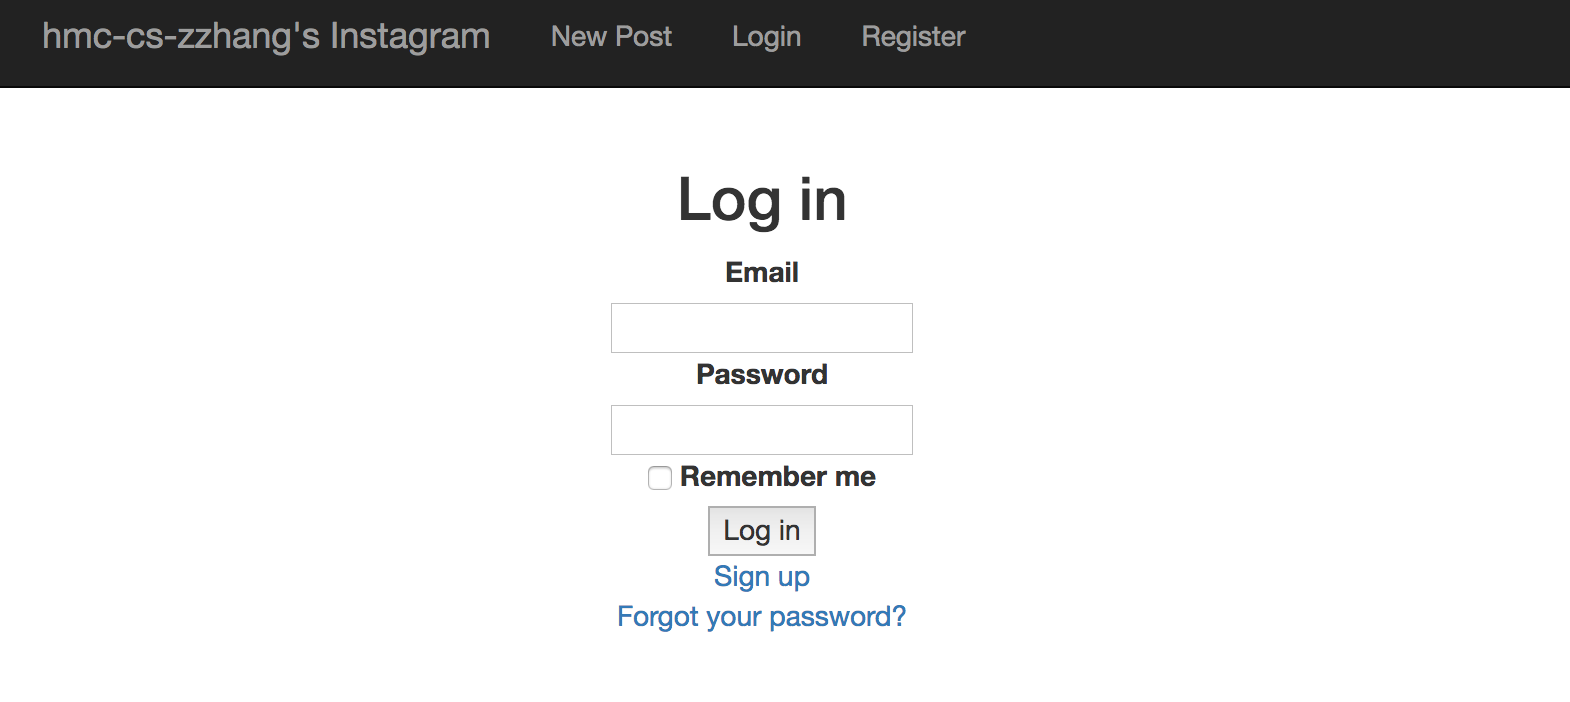 hmc-cs-zzhang's Instagram New Post Login Register
Log in
Email
Password
Remember me
Log in
Sign up
Forgot your password?